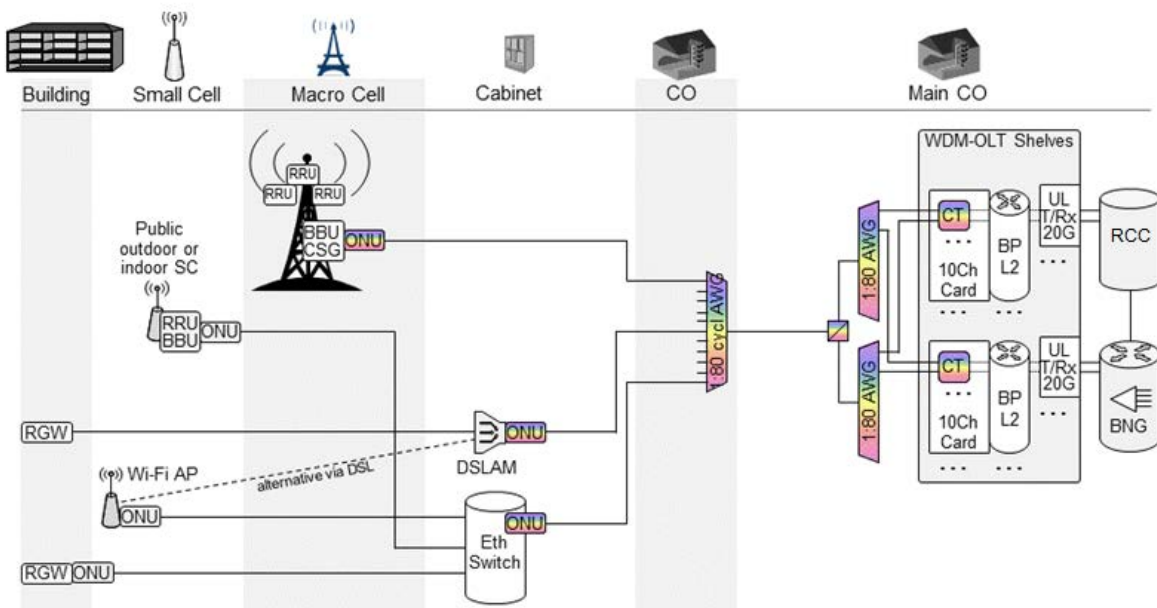 Building
Small Cell
Macro Cell
Cabinet
CO
Main CO
WDM-OLT Shelves
RRU
RRU
RRU
BBU
CSG
ONU
Public
outdoor or
indoor SC
RRU
BBU
ONU
1:80 cycl AWG
1:80 AWG
1:80 AWG
CT
...
10Ch
Card
...
BP
L2
...
UL
T/Rx
20G
...
RCC
CT
...
10Ch
Card
...
BP
L2
...
UL
T/Rx
20G
...
BNG
RGW
ONU
DSLAM
Wi-Fi AP
alternative via DSL
ONU
ONU
Eth
Switch
RGW
ONU